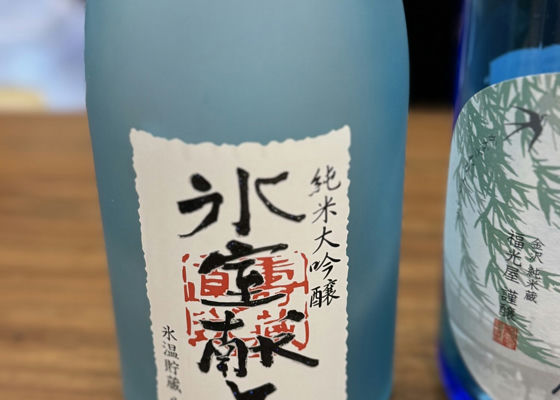 純米大吟醸
氷室献
氷温貯蔵
金沢 純米蔵
福光屋 謹醸